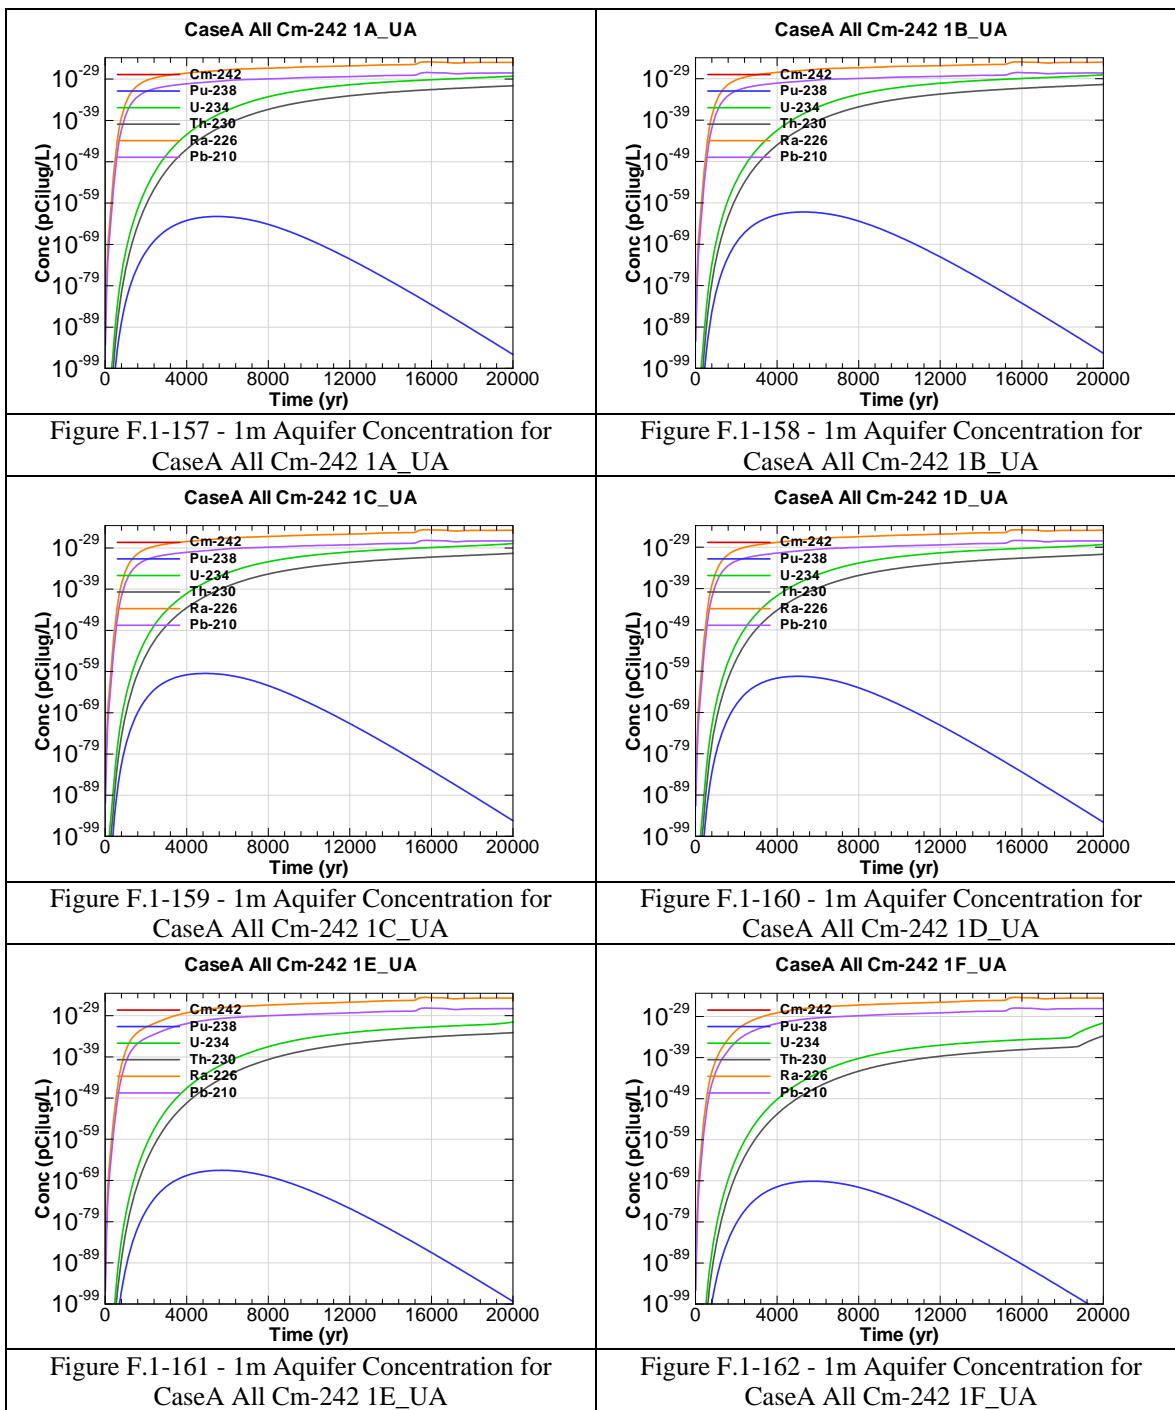 CaseA All Cm-242 1A_UA
Conc (pCi|ug/L)
10-29
10-39
10-49
10-59
10-69
10-79
10-89
10-99
Cm-242
Pu-238
U-234
Th-230
Ra-226
Pb-210
0 4000 8000 12000 16000 20000
Time (yr)
Figure F.1-157 - 1m Aquifer Concentration for
CaseA All Cm-242 1A_UA
CaseA All Cm-242 1B_UA
Conc (pCi|ug/L)
10-29
10-39
10-49
10-59
10-69
10-79
10-89
10-99
Cm-242
Pu-238
U-234
Th-230
Ra-226
Pb-210
0 4000 8000 12000 16000 20000
Time (yr)
Figure F.1-158 - 1m Aquifer Concentration for
CaseA All Cm-242 1B_UA
CaseA All Cm-242 1C_UA
Conc (pCi|ug/L)
10-29
10-39
10-49
10-59
10-69
10-79
10-89
10-99
Cm-242
Pu-238
U-234
Th-230
Ra-226
Pb-210
0 4000 8000 12000 16000 20000
Time (yr)
Figure F.1-159 - 1m Aquifer Concentration for
CaseA All Cm-242 1C_UA
CaseA All Cm-242 1D_UA
Conc (pCi|ug/L)
10-29
10-39
10-49
10-59
10-69
10-79
10-89
10-99
Cm-242
Pu-238
U-234
Th-230
Ra-226
Pb-210
0 4000 8000 12000 16000 20000
Time (yr)
Figure F.1-160 - 1m Aquifer Concentration for
CaseA All Cm-242 1D_UA
CaseA All Cm-242 1E_UA
Conc (pCi|ug/L)
10-29
10-39
10-49
10-59
10-69
10-79
10-89
10-99
Cm-242
Pu-238
U-234
Th-230
Ra-226
Pb-210
0 4000 8000 12000 16000 20000
Time (yr)
Figure F.1-161 - 1m Aquifer Concentration for
CaseA All Cm-242 1E_UA
CaseA All Cm-242 1F_UA
Conc (pCi|ug/L)
10-29
10-39
10-49
10-59
10-69
10-79
10-89
10-99
Cm-242
Pu-238
U-234
Th-230
Ra-226
Pb-210
0 4000 8000 12000 16000 20000
Time (yr)
Figure F.1-162 - 1m Aquifer Concentration for
CaseA All Cm-242 1F_UA